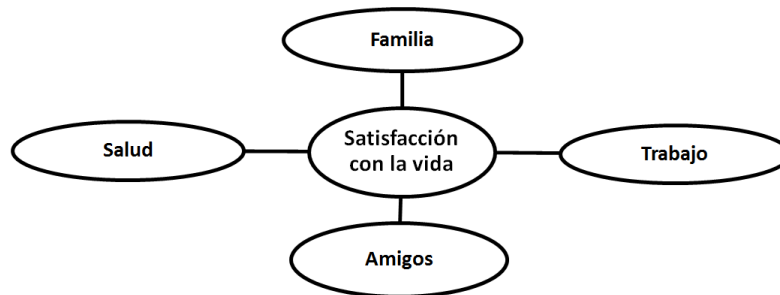 Familia
Salud
Satisfacción
con la vida
Trabajo
Amigos